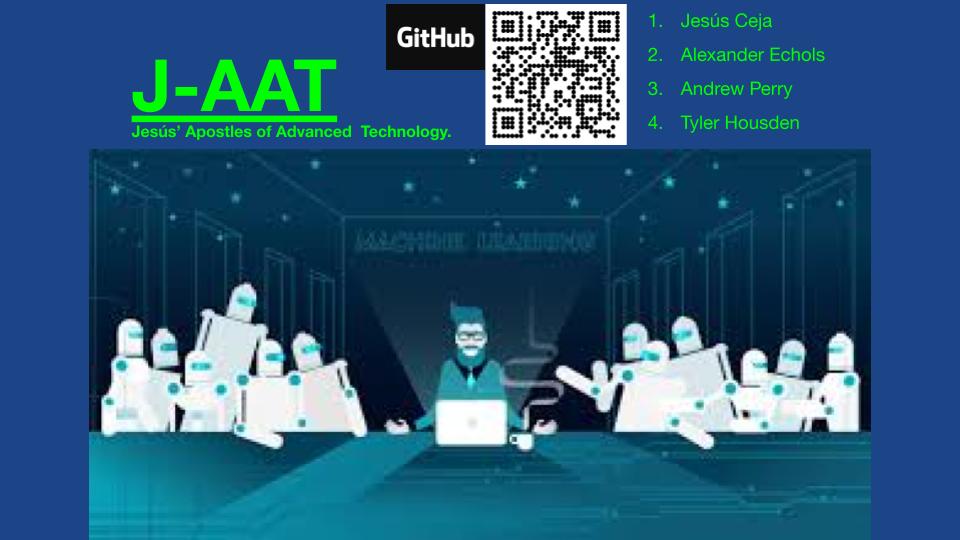 GitHub
J-AAT
Jesús' Apostles of Advanced Technology.
1. Jesús Ceja
2. Alexander Echols
3. Andrew Perry
4. Tyler Housden
MACHINE LEARNING